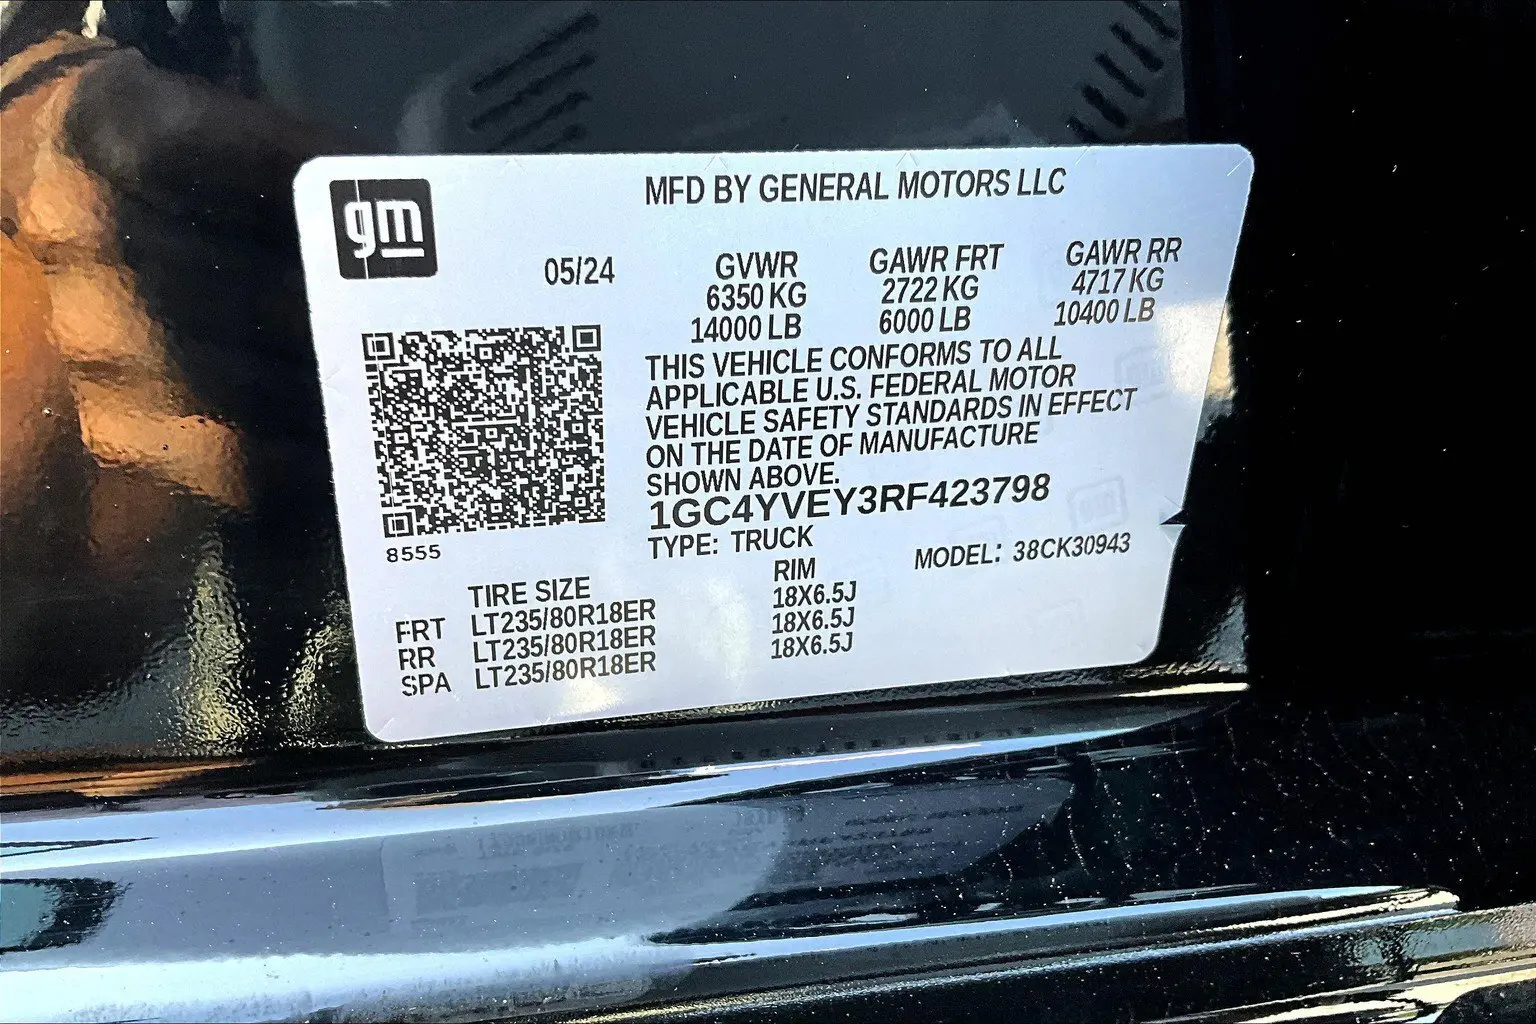 gm
MFD BY GENERAL MOTORS LLC
05/24
GVWR GAWR FRT GAWR RR
6350 KG 2722 KG 4717 KG
14000 LB 6000 LB 10400 LB
THIS VEHICLE CONFORMS TO ALL
APPLICABLE U.S. FEDERAL MOTOR
VEHICLE SAFETY STANDARDS IN EFFECT
ON THE DATE OF MANUFACTURE
SHOWN ABOVE.
1GC4YVEY3RF423798
8555
TYPE: TRUCK MODEL: 38CK30943
TIRE SIZE RIM
FRT LT235/80R18ER 18X6.5J
RR LT235/80R18ER 18X6.5J
SPA LT235/80R18ER 18X6.5J